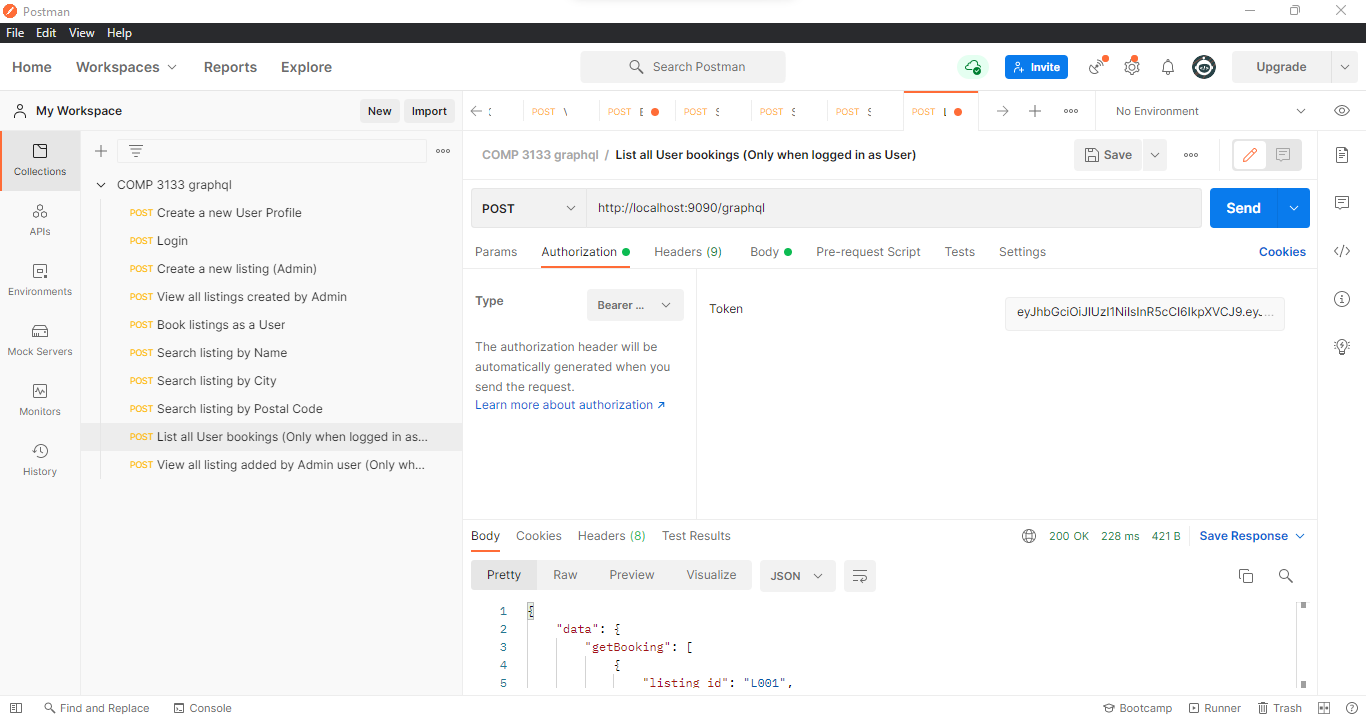 Postman
File Edit View Help
Home Workspaces Reports Explore Search Postman Invite Upgrade
My Workspace New Import
POST POST POST POST POST POST No Environment
Collections
APIs
Environments
Mock Servers
Monitors
History
COMP 3133 graphql
POST Create a new User Profile
POST Login
POST Create a new listing (Admin)
POST View all listings created by Admin
POST Book listings as a User
POST Search listing by Name
POST Search listing by City
POST Search listing by Postal Code
POST List all User bookings (Only when logged in as...
POST View all listing added by Admin user (Only wh...
COMP 3133 graphql / List all User bookings (Only when logged in as User) Save
POST http://localhost:9090/graphql Send
Params Authorization Headers (9) Body Pre-request Script Tests Settings Cookies
Type Bearer ...
The authorization header will be
automatically generated when you
send the request.
Learn more about authorization ↗
Token eyJhbGciOiJIUzI1NiIsInR5cCI6IkpXVCJ9.ey...
Body Cookies Headers (8) Test Results 200 OK 228 ms 421 B Save Response
Pretty Raw Preview Visualize JSON
1 {
2 "data": {
3 "getBooking": [
4 {
5 "listing_id": "L001",
Find and Replace Console Bootcamp Runner Trash